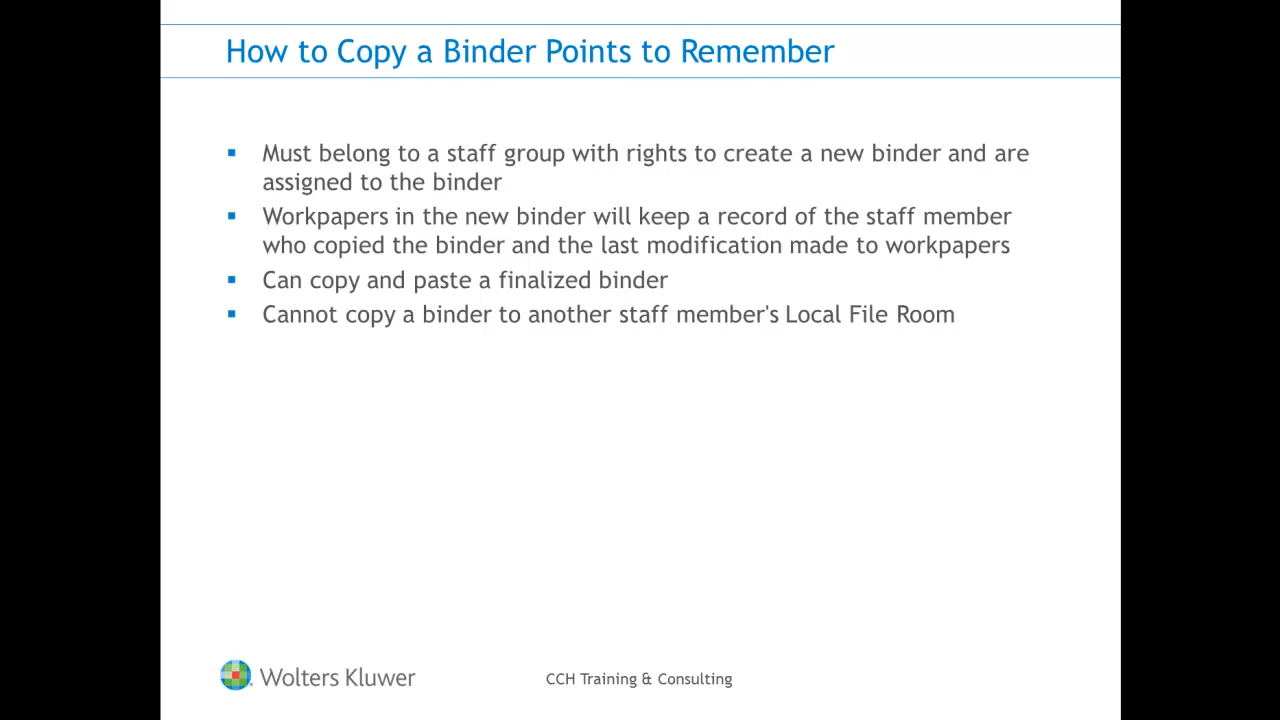 How to Copy a Binder Points to Remember
Must belong to a staff group with rights to create a new binder and are
assigned to the binder
Workpapers in the new binder will keep a record of the staff member
who copied the binder and the last modification made to workpapers
Can copy and paste a finalized binder
Cannot copy a binder to another staff member's Local File Room
Wolters Kluwer
CCH Training & Consulting